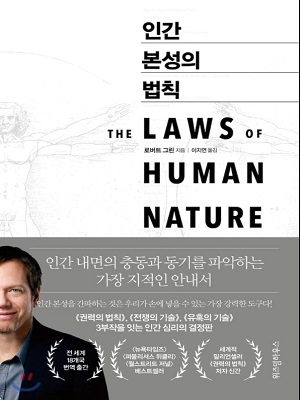 인간
본성의
법칙
THE LAWS OF
로버트 그린 지음 | 이지연 옮김
HUMAN
NATURE
인간 내면의 충동과 동기를 파악하는
가장 지적인 안내서
인간 본성을 간파하는 것은 우리가 손에 넣을 수 있는 가장 강력한 도구다!
《권력의 법칙》, 《전쟁의 기술》, 《유혹의 기술》
3부작을 잇는 인간 심리의 결정판
전 세계
18개국
번역 출간
《뉴욕타임즈》
《퍼블리셔스 위클리》
《월스트리트 저널》
베스트셀러
세계적
밀리언셀러
《권력의 법칙》
저자 신간
위즈덤하우스
YES24